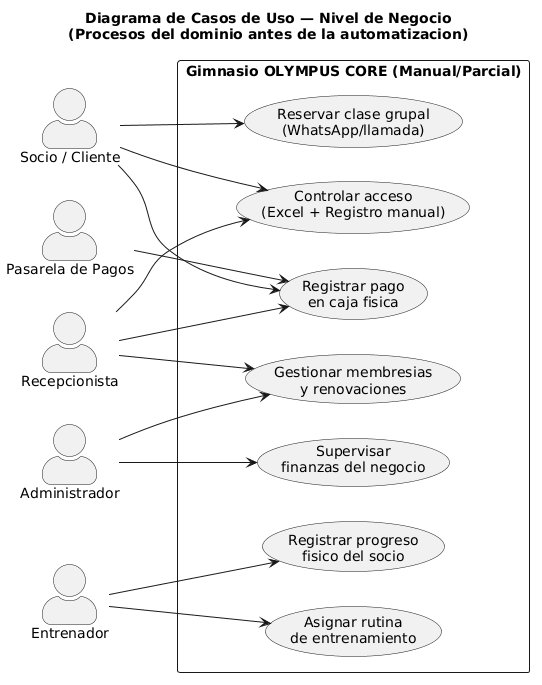 Diagrama de Casos de Uso — Nivel de Negocio
(Procesos del dominio antes de la automatizacion)
Gimnasio OLYMPUS CORE (Manual/Parcial)
Socio / Cliente
Pasarela de Pagos
Recepcionista
Administrador
Entrenador
Reservar clase grupal
(WhatsApp/llamada)
Controlar acceso
(Excel + Registro manual)
Registrar pago
en caja fisica
Gestionar membresias
y renovaciones
Supervisar
finanzas del negocio
Registrar progreso
fisico del socio
Asignar rutina
de entrenamiento